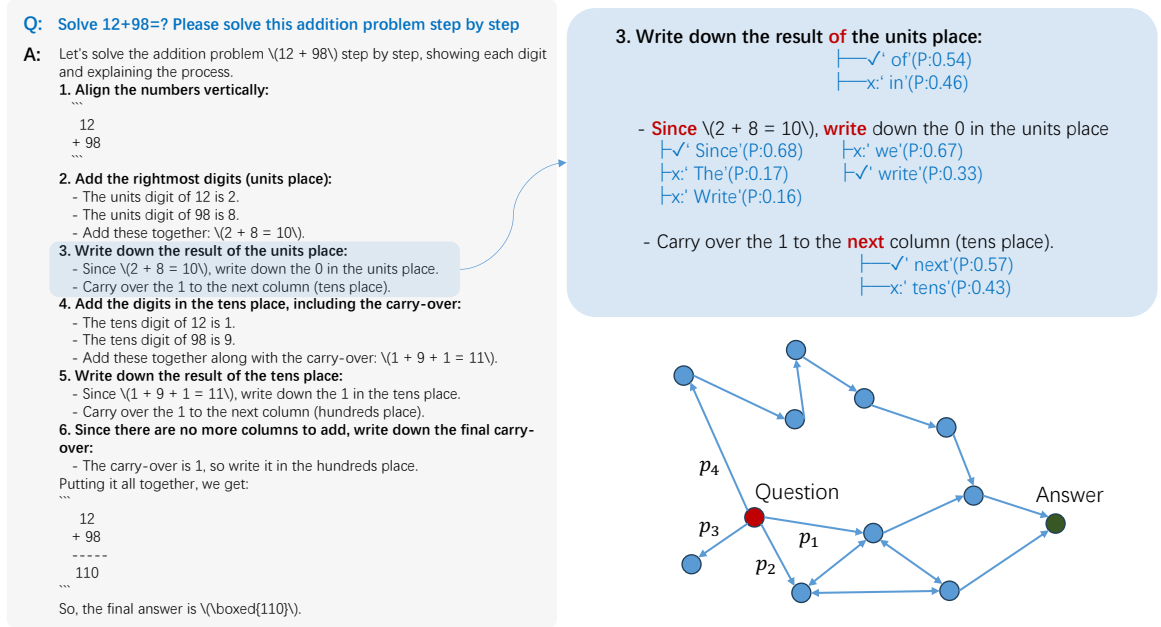 Q: Solve 12+98=? Please solve this addition problem step by step
A: Let's solve the addition problem \(12 + 98\) step by step, showing each digit
and explaining the process.
1. Align the numbers vertically:
```
12
+ 98
```
2. Add the rightmost digits (units place):
- The units digit of 12 is 2.
- The units digit of 98 is 8.
- Add these together: \(2 + 8 = 10\).
3. Write down the result of the units place:
- Since \(2 + 8 = 10\), write down the 0 in the units place.
- Carry over the 1 to the next column (tens place).
4. Add the digits in the tens place, including the carry-over:
- The tens digit of 12 is 1.
- The tens digit of 98 is 9.
- Add these together along with the carry-over: \(1 + 9 + 1 = 11\).
5. Write down the result of the tens place:
- Since \(1 + 9 + 1 = 11\), write down the 1 in the tens place.
- Carry over the 1 to the next column (hundreds place).
6. Since there are no more columns to add, write down the final carry-
over:
- The carry-over is 1, so write it in the hundreds place.
Putting it all together, we get:
```
12
+ 98
-----
110
```
So, the final answer is \(\boxed{110}\).
3. Write down the result of the units place:
├──✓‘ of’(P:0.54)
├──x:‘ in’(P:0.46)
- Since \(2 + 8 = 10\), write down the 0 in the units place
├✓‘ Since’(P:0.68) ├x:' we'(P:0.67)
├x:‘ The’(P:0.17) ├✓' write'(P:0.33)
├x:' Write'(P:0.16)
- Carry over the 1 to the next column (tens place).
├──✓' next'(P:0.57)
├──x:' tens'(P:0.43)
p4
Question
Answer
p3
p1
p2